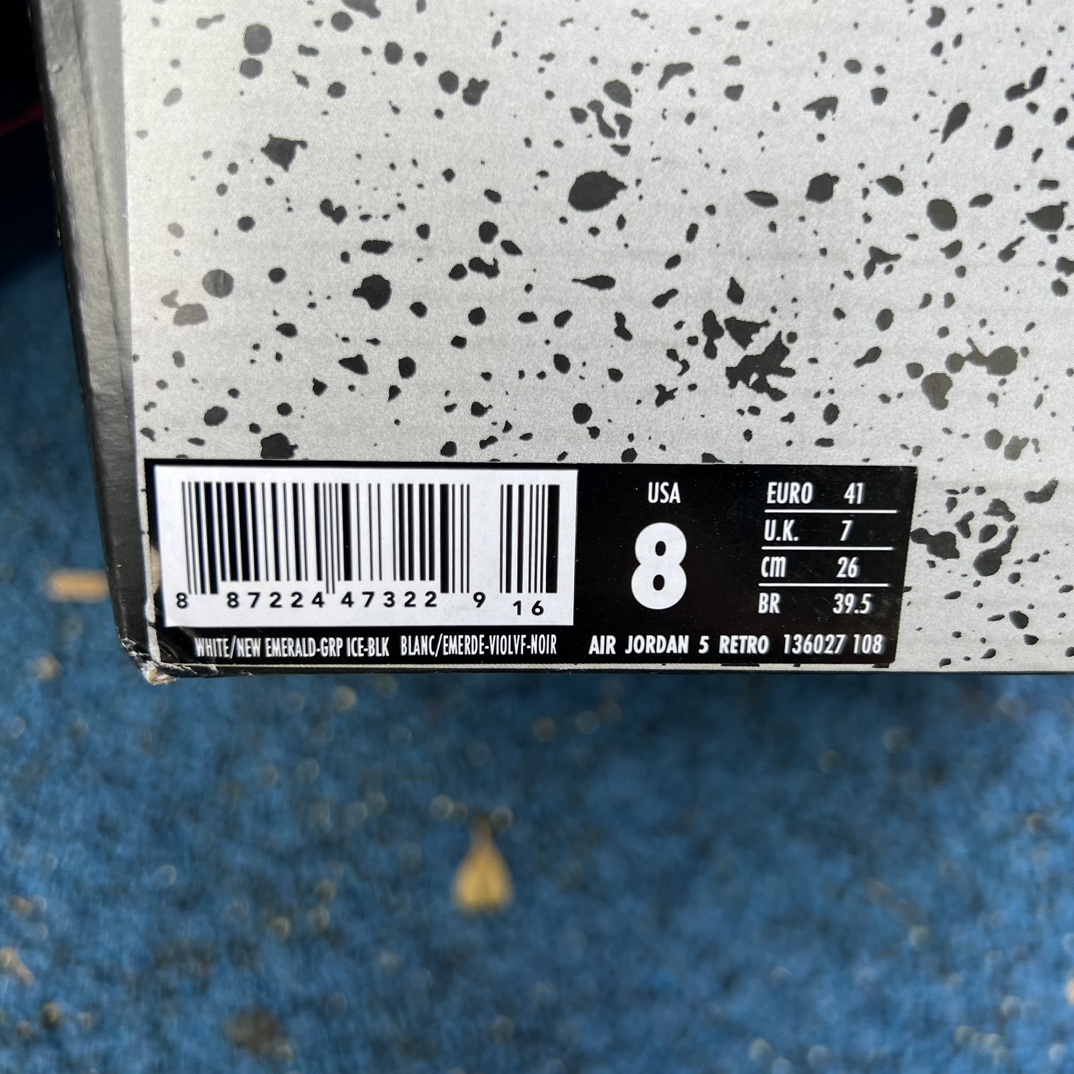 8 87224 47322 9 16
WHITE/NEW EMERALD-GRP ICE-BLK BLANC/EMERDE-VIOLVF-NOIR
USA
8
EURO 41
U.K. 7
cm 26
BR 39.5
AIR JORDAN 5 RETRO 136027 108